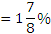 = 1 7/8 %